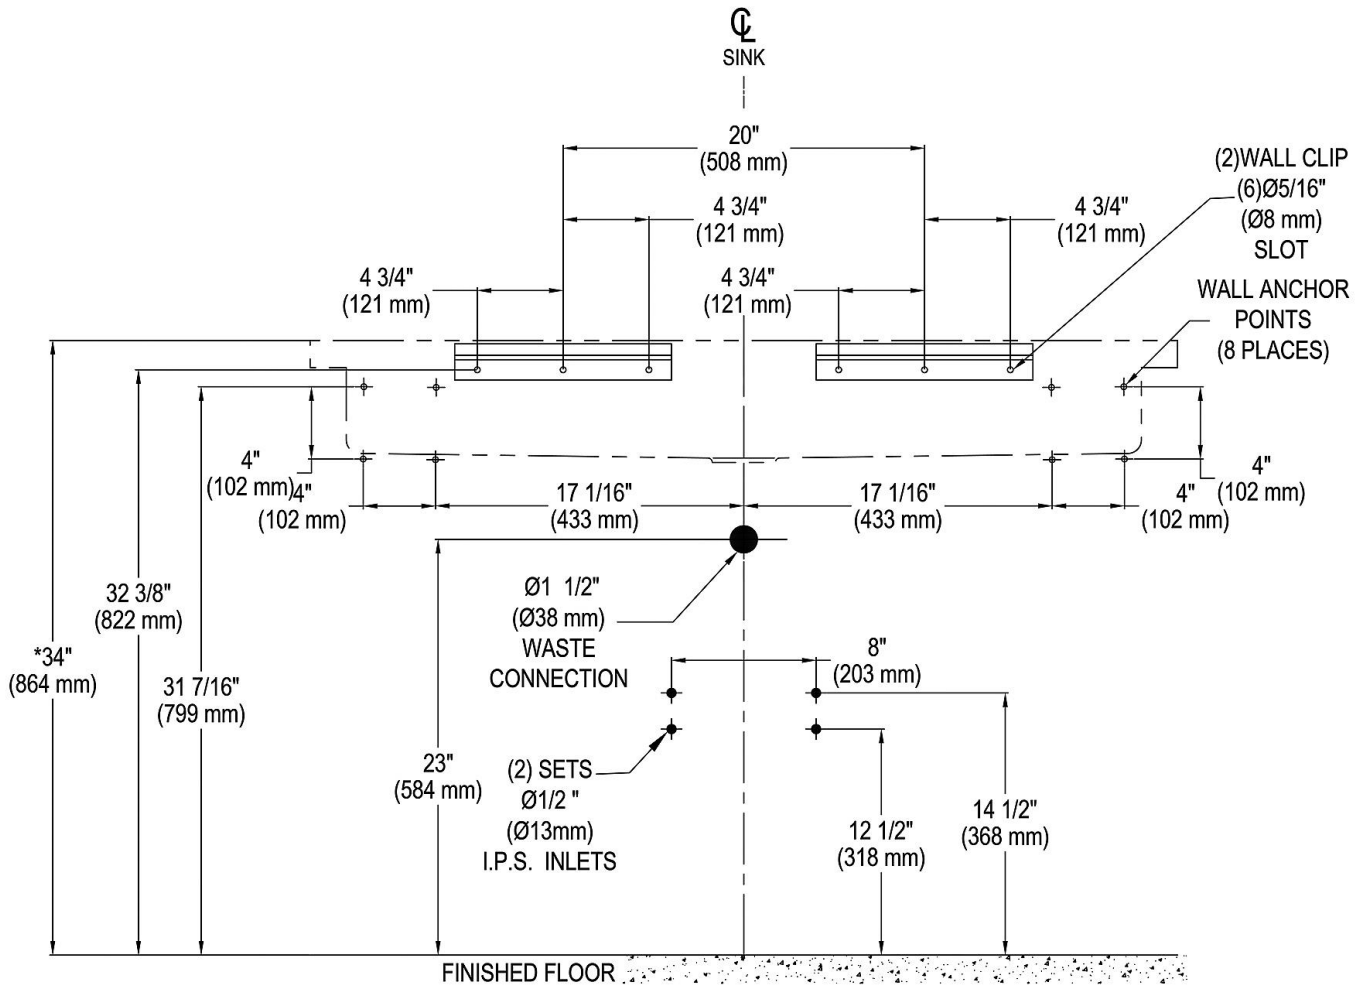 ℄
SINK
20"
(508 mm)
(2)WALL CLIP
(6)Ø5/16"
(Ø8 mm)
SLOT
4 3/4"
(121 mm)
4 3/4"
(121 mm)
4 3/4"
(121 mm)
4 3/4"
(121 mm)
WALL ANCHOR
POINTS
(8 PLACES)
4"
(102 mm)
4"
(102 mm)
17 1/16"
(433 mm)
17 1/16"
(433 mm)
4"
(102 mm)
4"
(102 mm)
32 3/8"
(822 mm)
Ø1 1/2"
(Ø38 mm)
WASTE
CONNECTION
*34"
(864 mm)
31 7/16"
(799 mm)
8"
(203 mm)
23"
(584 mm)
(2) SETS
Ø1/2 "
(Ø13mm)
I.P.S. INLETS
12 1/2"
(318 mm)
14 1/2"
(368 mm)
FINISHED FLOOR